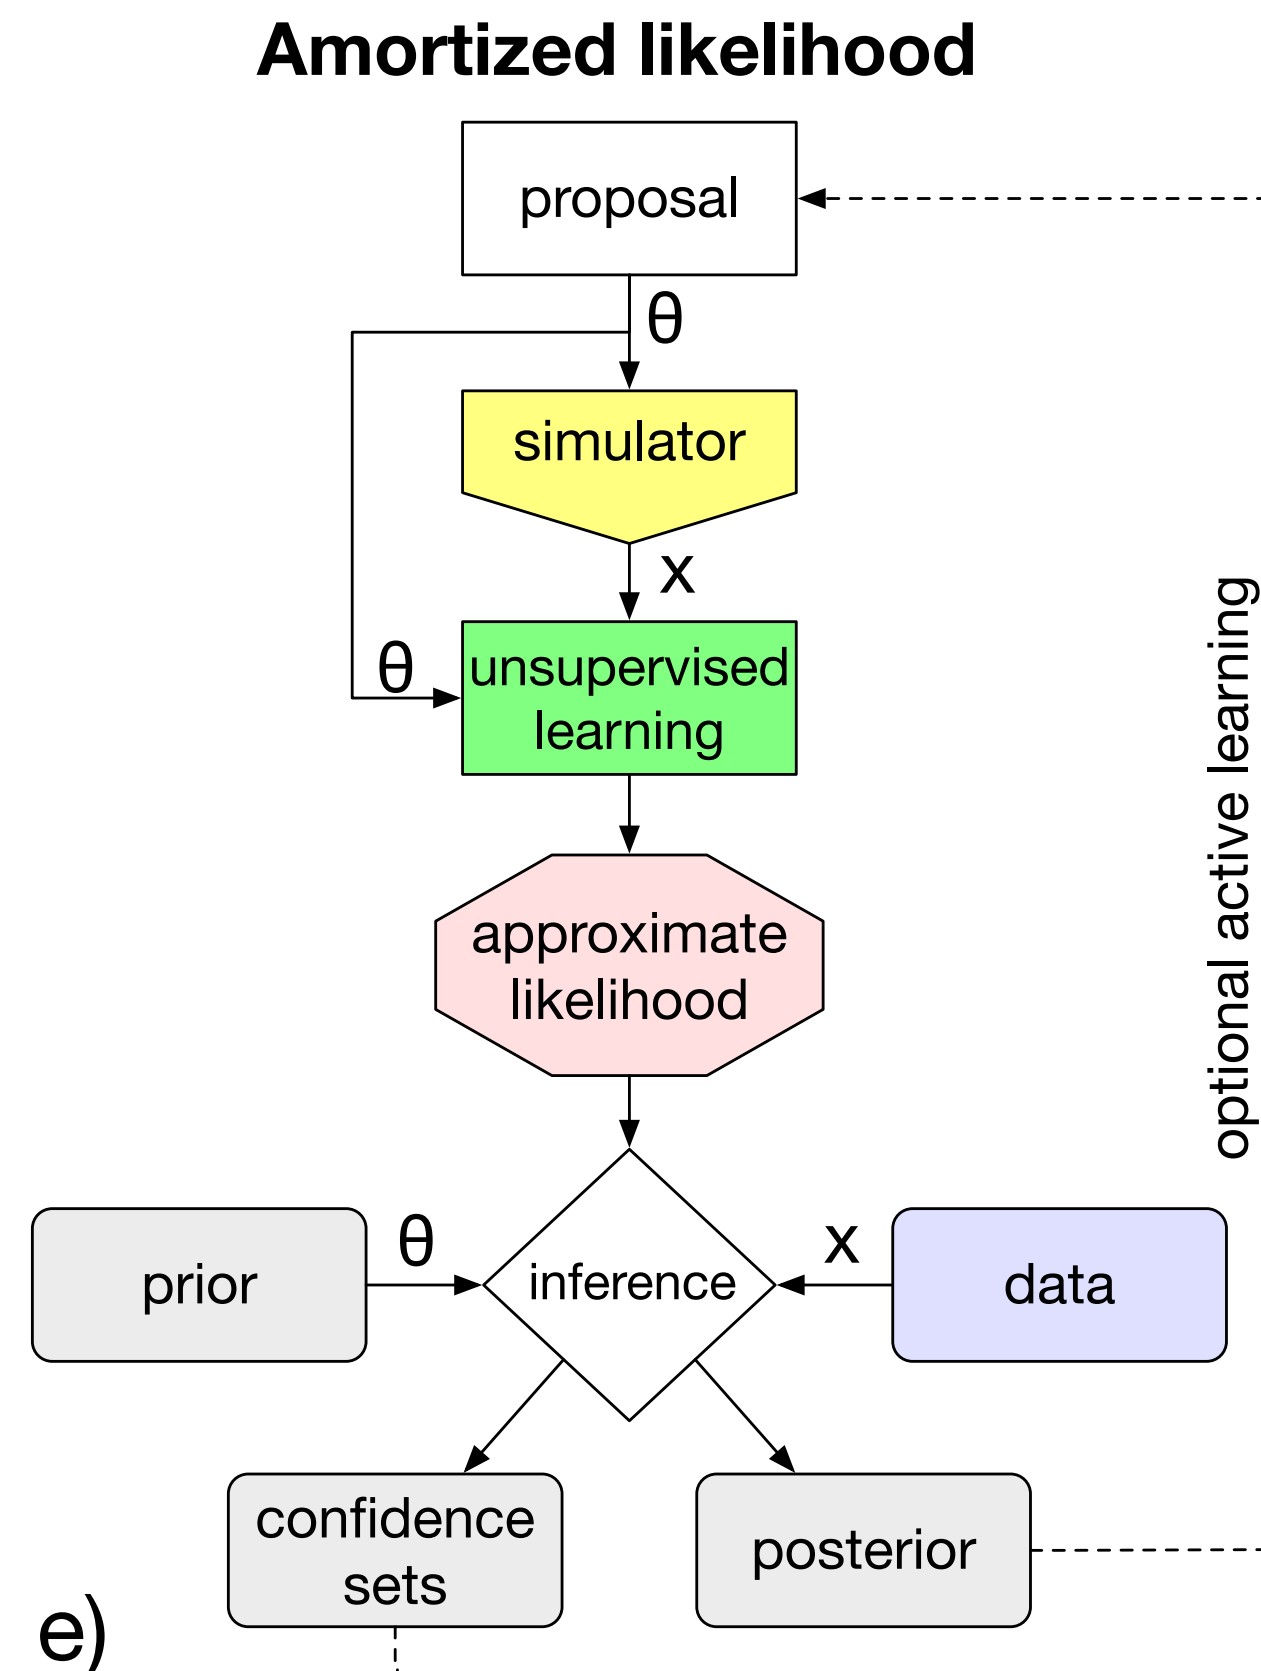 Amortized likelihood
proposal
θ
simulator
x
θ
unsupervised
learning
approximate
likelihood
optional active learning
prior
θ
inference
x
data
confidence
sets
posterior
e)